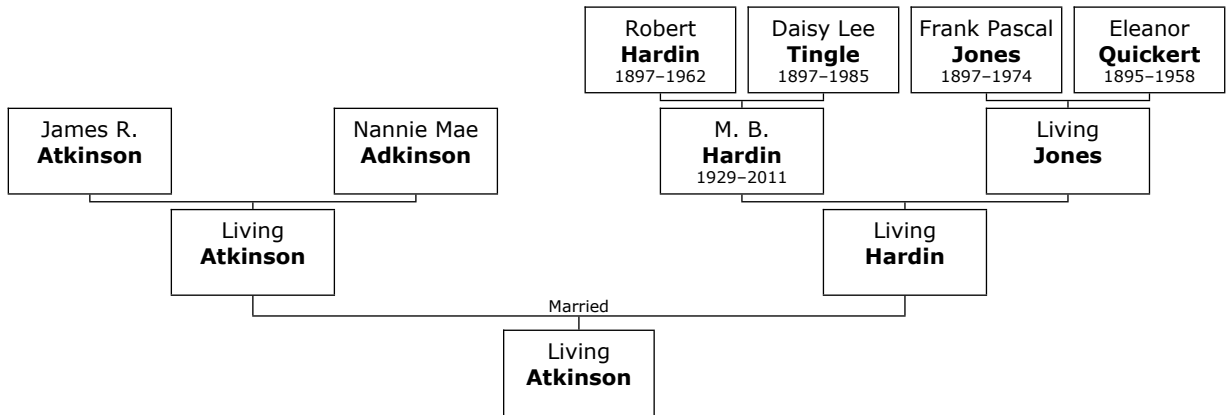 Robert
Hardin
1897–1962
Daisy Lee
Tingle
1897–1985
Frank Pascal
Jones
1897–1974
Eleanor
Quickert
1895–1958
James R.
Atkinson
Nannie Mae
Adkinson
M. B.
Hardin
1929–2011
Living
Jones
Living
Atkinson
Living
Hardin
Married
Living
Atkinson